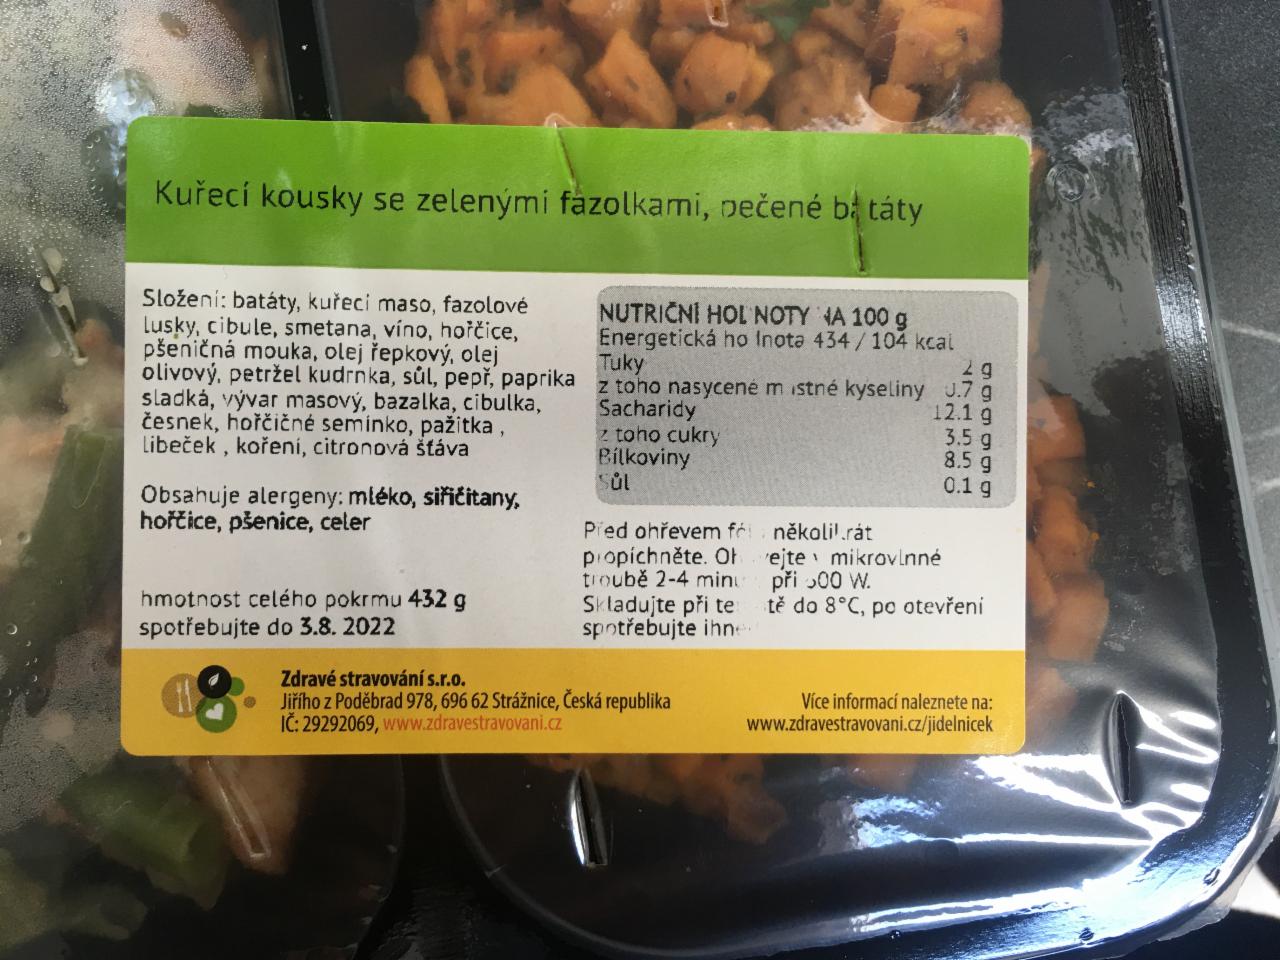 Kuřecí kousky se zelenými fazolkami, pečené batáty
Složení: batáty, kuřecí maso, fazolové
lusky, cibule, smetana, víno, hořčice,
pšeničná mouka, olej řepkový, olej
olivový, petržel kudrnka, sůl, pepř, paprika
sladká, vývar masový, bazalka, cibulka,
česnek, hořčičné semínko, pažitka ,
libeček , koření, citronová šťáva
Obsahuje alergeny: mléko, siřičitany,
hořčice, pšenice, celer
hmotnost celého pokrmu 432 g
spotřebujte do 3.8. 2022
NUTRIČNÍ HODNOTY NA 100 g
Energetická hodnota 434 / 104 kcal
Tuky 2 g
z toho nasycené mastné kyseliny 0.7 g
Sacharidy 12.1 g
z toho cukry 3.5 g
Bílkoviny 8.5 g
Sůl 0.1 g
Před ohřevem několikrát
propíchněte. mikrovlnné
troubě 2-4 při W.
Skladujte při do 8°C, po otevření
spotřebujte
Zdravé stravování s.r.o.
Jiřího z Poděbrad 978, 696 62 Strážnice, Česká republika
IČ: 29292069, www.zdravestravovani.cz
Více informací naleznete na:
www.zdravestravovani.cz/jidelnicek